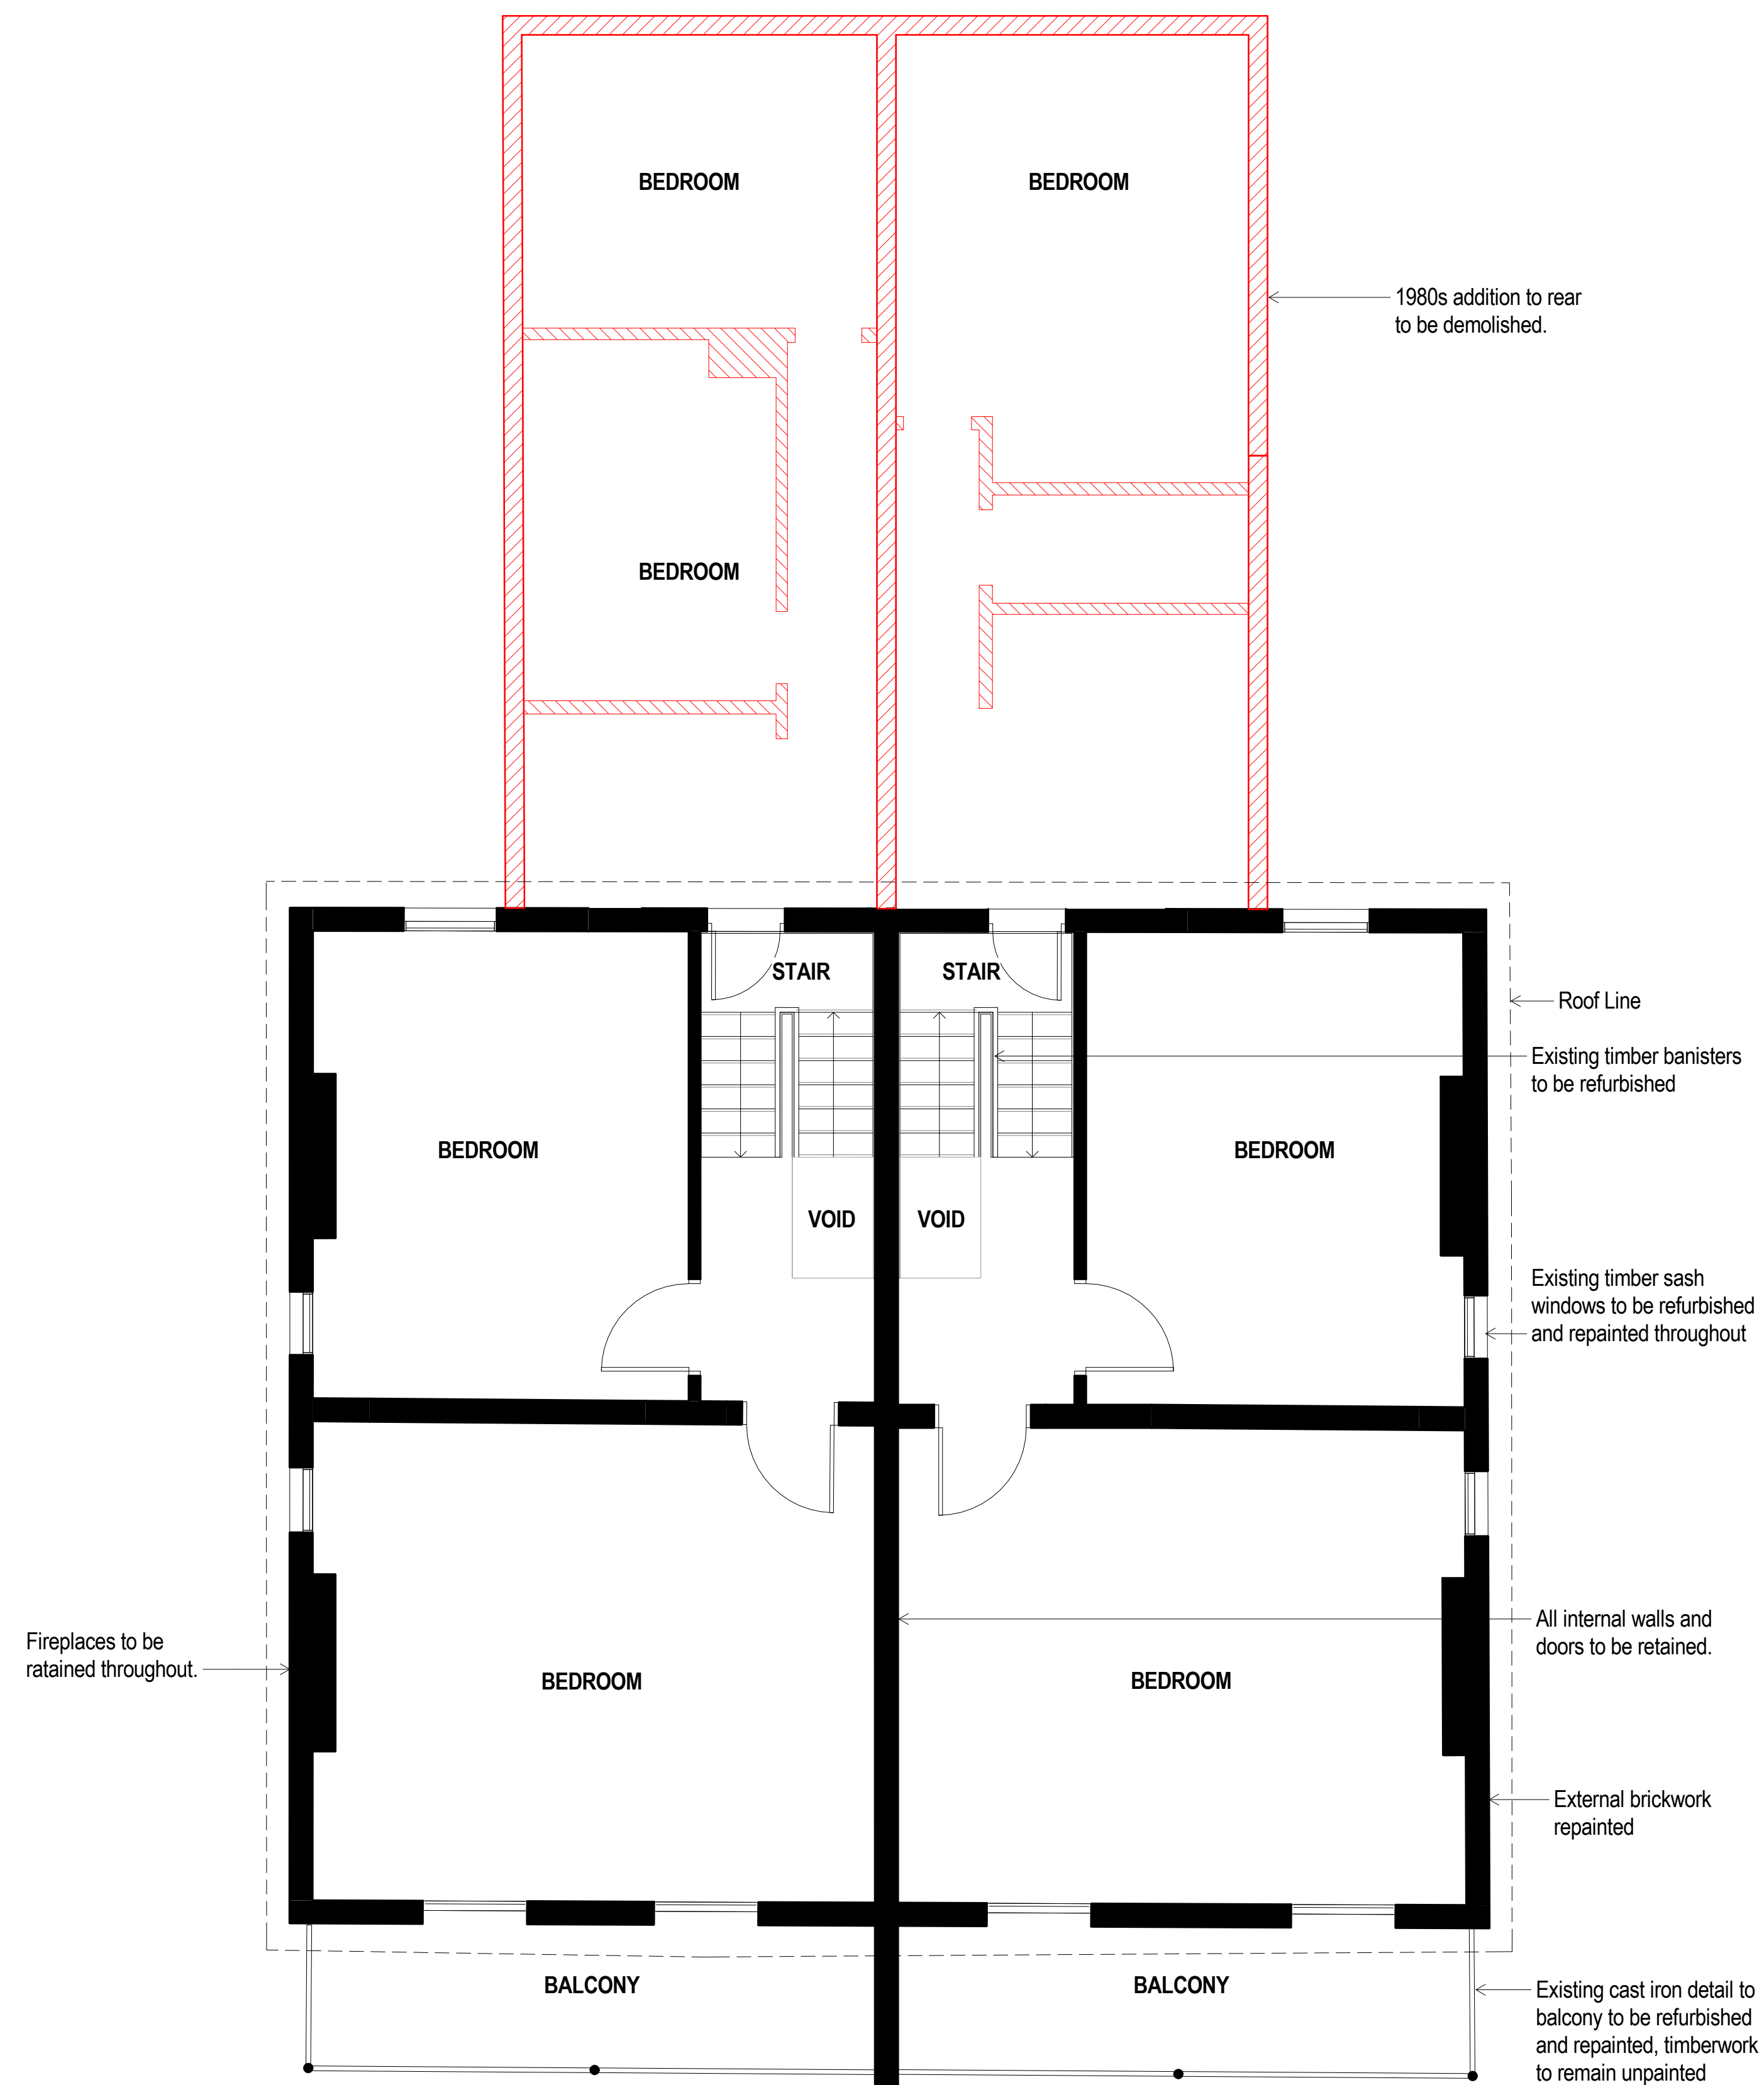 BEDROOM
BEDROOM
1980s addition to rear
to be demolished.
BEDROOM
STAIR
STAIR
Roof Line
Existing timber banisters
to be refurbished
BEDROOM
BEDROOM
VOID
VOID
Existing timber sash
windows to be refurbished
and repainted throughout
All internal walls and
doors to be retained.
Fireplaces to be
ratained throughout.
BEDROOM
BEDROOM
External brickwork
repainted
BALCONY
BALCONY
Existing cast iron detail to
balcony to be refurbished
and repainted, timberwork
to remain unpainted